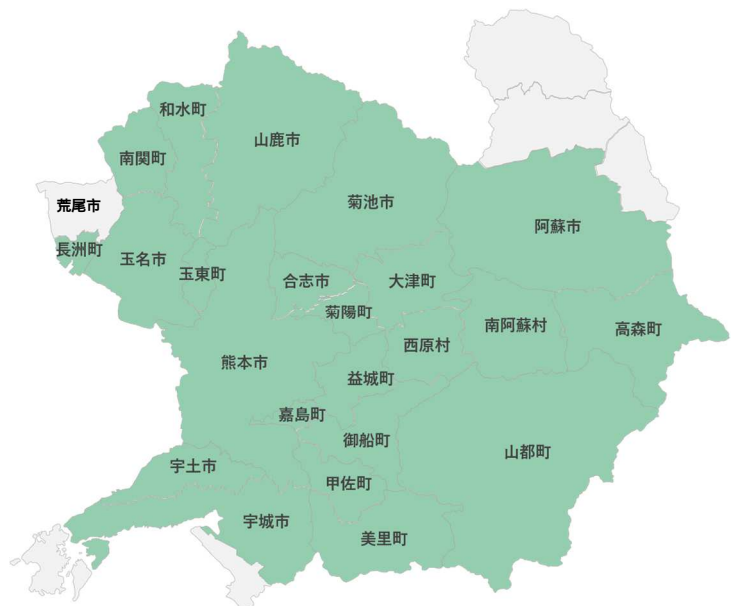 和水町
山鹿市
南関町
菊池市
荒尾市
阿蘇市
長洲町
玉名市
玉東町
合志市
大津町
菊陽町
南阿蘇村
高森町
西原村
熊本市
益城町
嘉島町
御船町
山都町
宇土市
甲佐町
宇城市
美里町